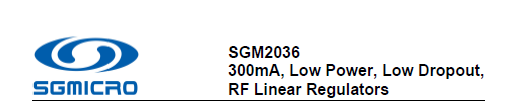 SGMICRO
SGM2036
300mA, Low Power, Low Dropout,
RF Linear Regulators